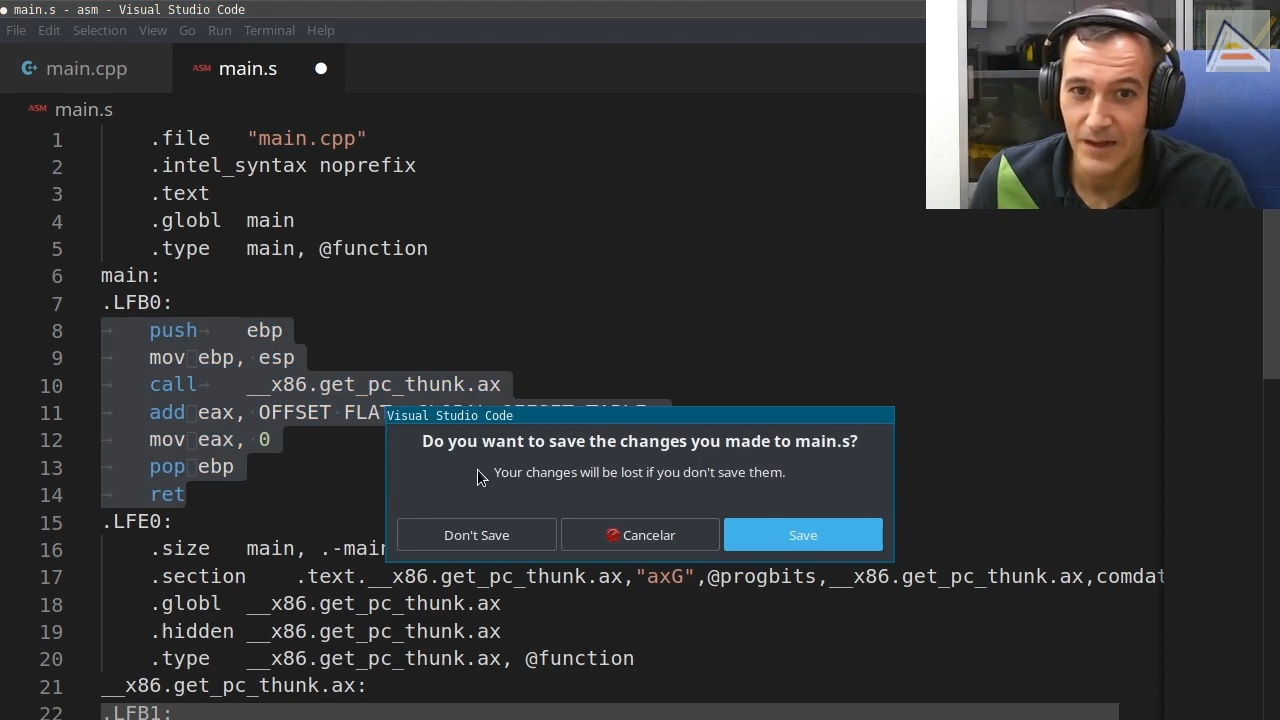 main.s - asm - Visual Studio Code
File Edit Selection View Go Run Terminal Help
main.cpp
ASM main.s
ASM main.s
1 .file "main.cpp"
2 .intel_syntax noprefix
3 .text
4 .globl main
5 .type main, @function
6 main:
7 .LFB0:
8 push ebp
9 mov ebp, esp
10 call __x86.get_pc_thunk.ax
11 add eax, OFFSET FLAT:_GLOBAL_OFFSET_TABLE_
12 mov eax, 0
13 pop ebp
14 ret
15 .LFE0:
16 .size main, .-main
17 .section .text.__x86.get_pc_thunk.ax,"axG",@progbits,__x86.get_pc_thunk.ax,comdat
18 .globl __x86.get_pc_thunk.ax
19 .hidden __x86.get_pc_thunk.ax
20 .type __x86.get_pc_thunk.ax, @function
21 __x86.get_pc_thunk.ax:
22 .LFB1:
Visual Studio Code
Do you want to save the changes you made to main.s?
Your changes will be lost if you don't save them.
Don't Save
Cancelar
Save